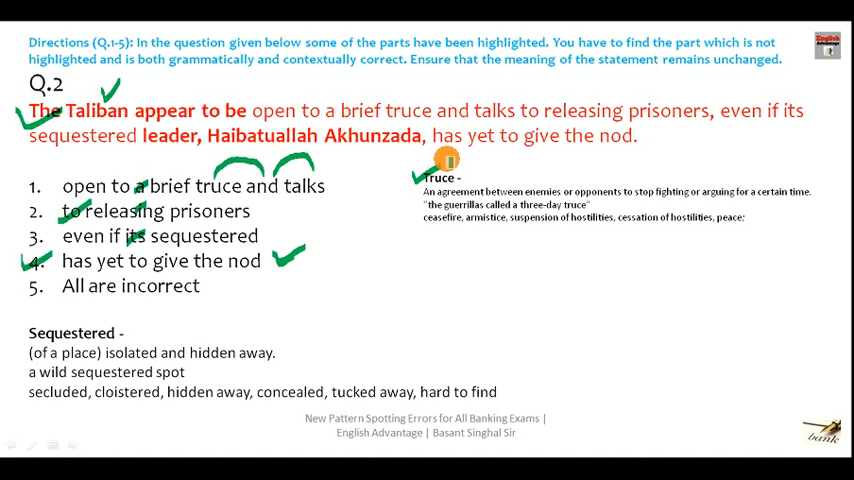 Directions (Q.1-5): In the question given below some of the parts have been highlighted. You have to find the part which is not
highlighted and is both grammatically and contextually correct. Ensure that the meaning of the statement remains unchanged.
English
Advantage
Q.2
The Taliban appear to be open to a brief truce and talks to releasing prisoners, even if its
sequestered leader, Haibatuallah Akhunzada, has yet to give the nod.
1. open to a brief truce and talks
2. to releasing prisoners
3. even if its sequestered
4. has yet to give the nod
5. All are incorrect
Truce -
An agreement between enemies or opponents to stop fighting or arguing for a certain time.
"the guerrillas called a three-day truce"
ceasefire, armistice, suspension of hostilities, cessation of hostilities, peace;
Sequestered -
(of a place) isolated and hidden away.
a wild sequestered spot
secluded, cloistered, hidden away, concealed, tucked away, hard to find
New Pattern Spotting Errors for All Banking Exams |
English Advantage | Basant Singhal Sir
bank